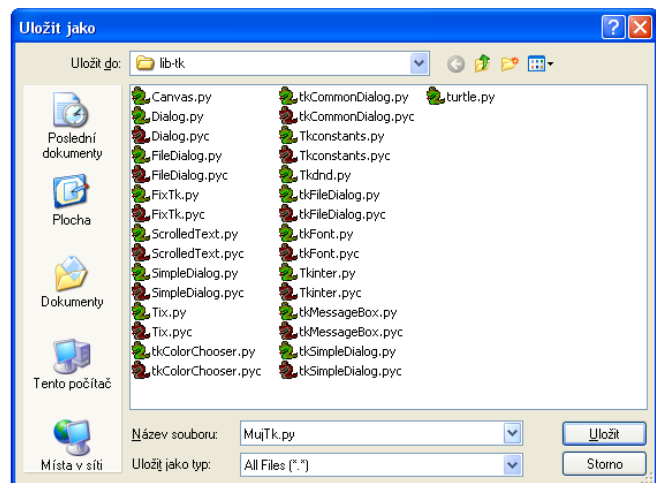 Uložit jako
Uložit do:
lib-tk
Poslední
dokumenty
Plocha
Dokumenty
Tento počítač
Místa v síti
Canvas.py
Dialog.py
Dialog.pyc
FileDialog.py
FileDialog.pyc
FixTk.py
FixTk.pyc
ScrolledText.py
ScrolledText.pyc
SimpleDialog.py
SimpleDialog.pyc
Tix.py
Tix.pyc
tkColorChooser.py
tkColorChooser.pyc
tkCommonDialog.py
tkCommonDialog.pyc
Tkconstants.py
Tkconstants.pyc
Tkdnd.py
tkFileDialog.py
tkFileDialog.pyc
tkFont.py
tkFont.pyc
Tkinter.py
Tkinter.pyc
tkMessageBox.py
tkMessageBox.pyc
tkSimpleDialog.py
tkSimpleDialog.pyc
turtle.py
Název souboru:
MujTk.py
Uložit
Uložit jako typ:
All Files (*.*)
Storno